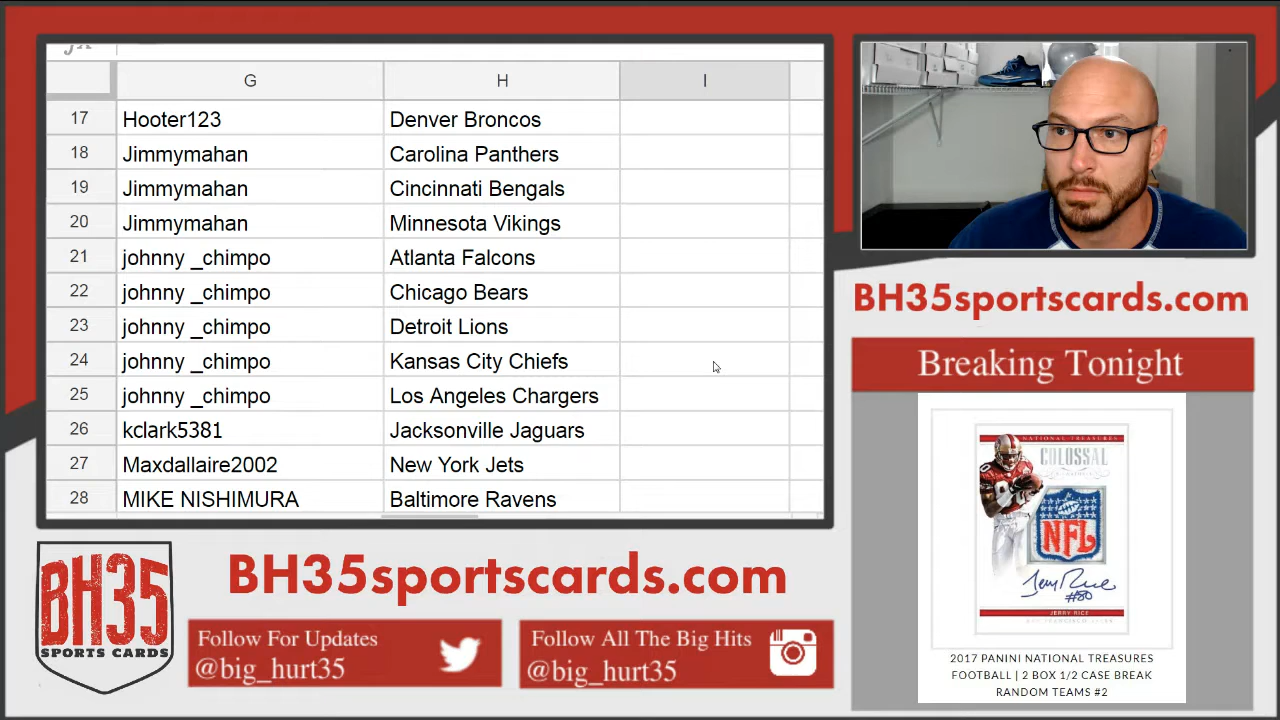 G H I
17 Hooter123 Denver Broncos
18 Jimmymahan Carolina Panthers
19 Jimmymahan Cincinnati Bengals
20 Jimmymahan Minnesota Vikings
21 johnny _chimpo Atlanta Falcons
22 johnny _chimpo Chicago Bears
23 johnny _chimpo Detroit Lions
24 johnny _chimpo Kansas City Chiefs
25 johnny _chimpo Los Angeles Chargers
26 kclark5381 Jacksonville Jaguars
27 Maxdallaire2002 New York Jets
28 MIKE NISHIMURA Baltimore Ravens
BH35sportscards.com
Breaking Tonight
NATIONAL TREASURES
COLOSSAL
NFL
Jerry Rice
#80
JERRY RICE
2017 PANINI NATIONAL TREASURES
FOOTBALL | 2 BOX 1/2 CASE BREAK
RANDOM TEAMS #2
BH35
SPORTS CARDS
BH35sportscards.com
Follow For Updates
@big_hurt35
Follow All The Big Hits
@big_hurt35